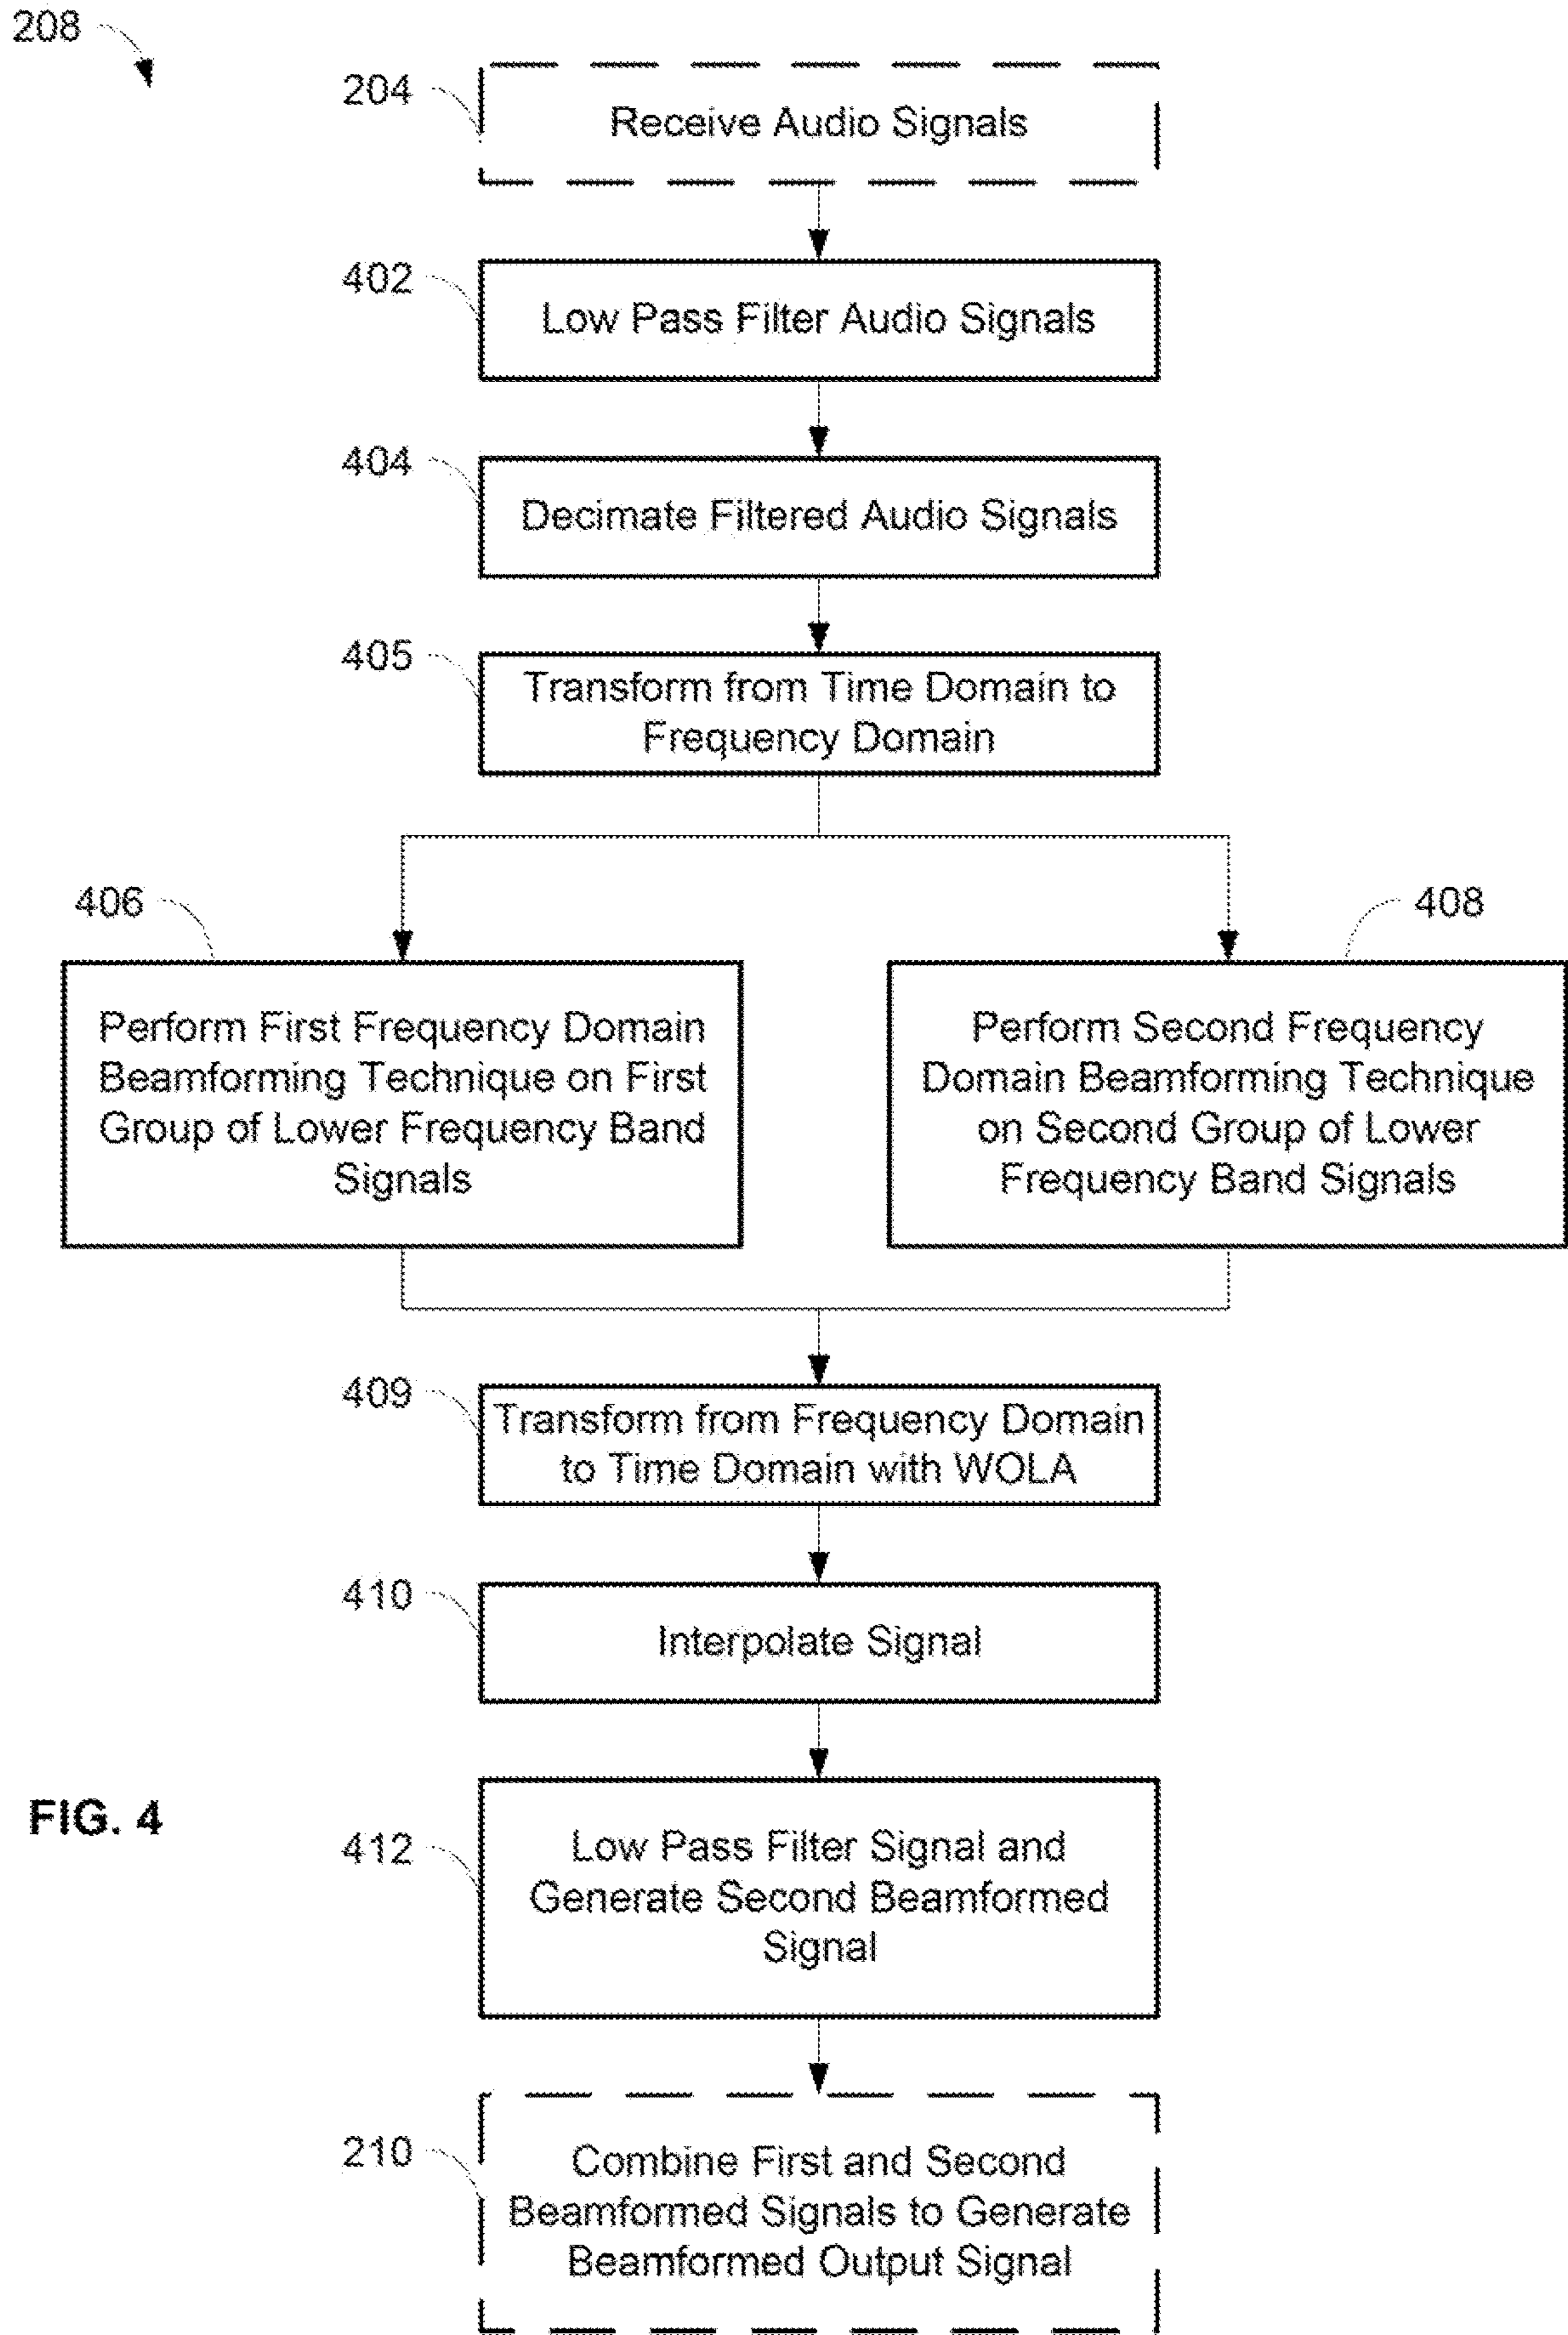 208
204
Receive Audio Signals
402
Low Pass Filter Audio Signals
404
Decimate Filtered Audio Signals
405
Transform from Time Domain to
Frequency Domain
406
408
Perform First Frequency Domain
Beamforming Technique on First
Group of Lower Frequency Band
Signals
Perform Second Frequency
Domain Beamforming Technique
on Second Group of Lower
Frequency Band Signals
409
Transform from Frequency Domain
to Time Domain with WOLA
410
Interpolate Signal
FIG. 4
412
Low Pass Filter Signal and
Generate Second Beamformed
Signal
210
Combine First and Second
Beamformed Signals to Generate
Beamformed Output Signal